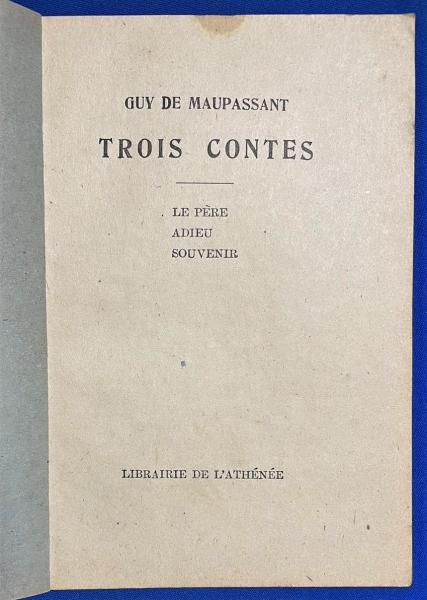 GUY DE MAUPASSANT
TROIS CONTES
LE PÈRE
ADIEU
SOUVENIR
LIBRAIRIE DE L'ATHÉNÉE